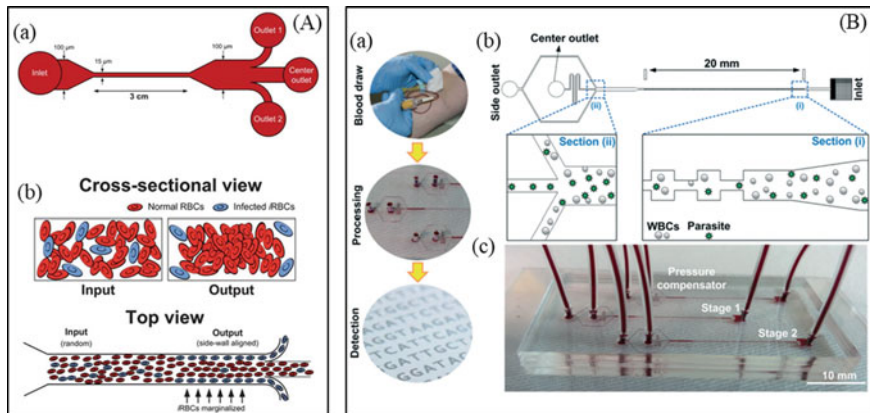 (A)
(a)
Outlet 1
100 μm
100 μm
15 μm
Inlet
Center
outlet
3 cm
Outlet 2
(b)
Cross-sectional view
Normal RBCs
Infected iRBCs
Input
Output
Top view
Input
(random)
Output
(side-wall aligned)
iRBCs marginalized
(B)
(a)
Blood draw
Processing
Detection
(b)
Center outlet
Side outlet
20 mm
(ii)
(i)
Inlet
Section (ii)
Section (i)
WBCs
Parasite
(c)
Pressure
compensator
Stage 1
Stage 2
10 mm